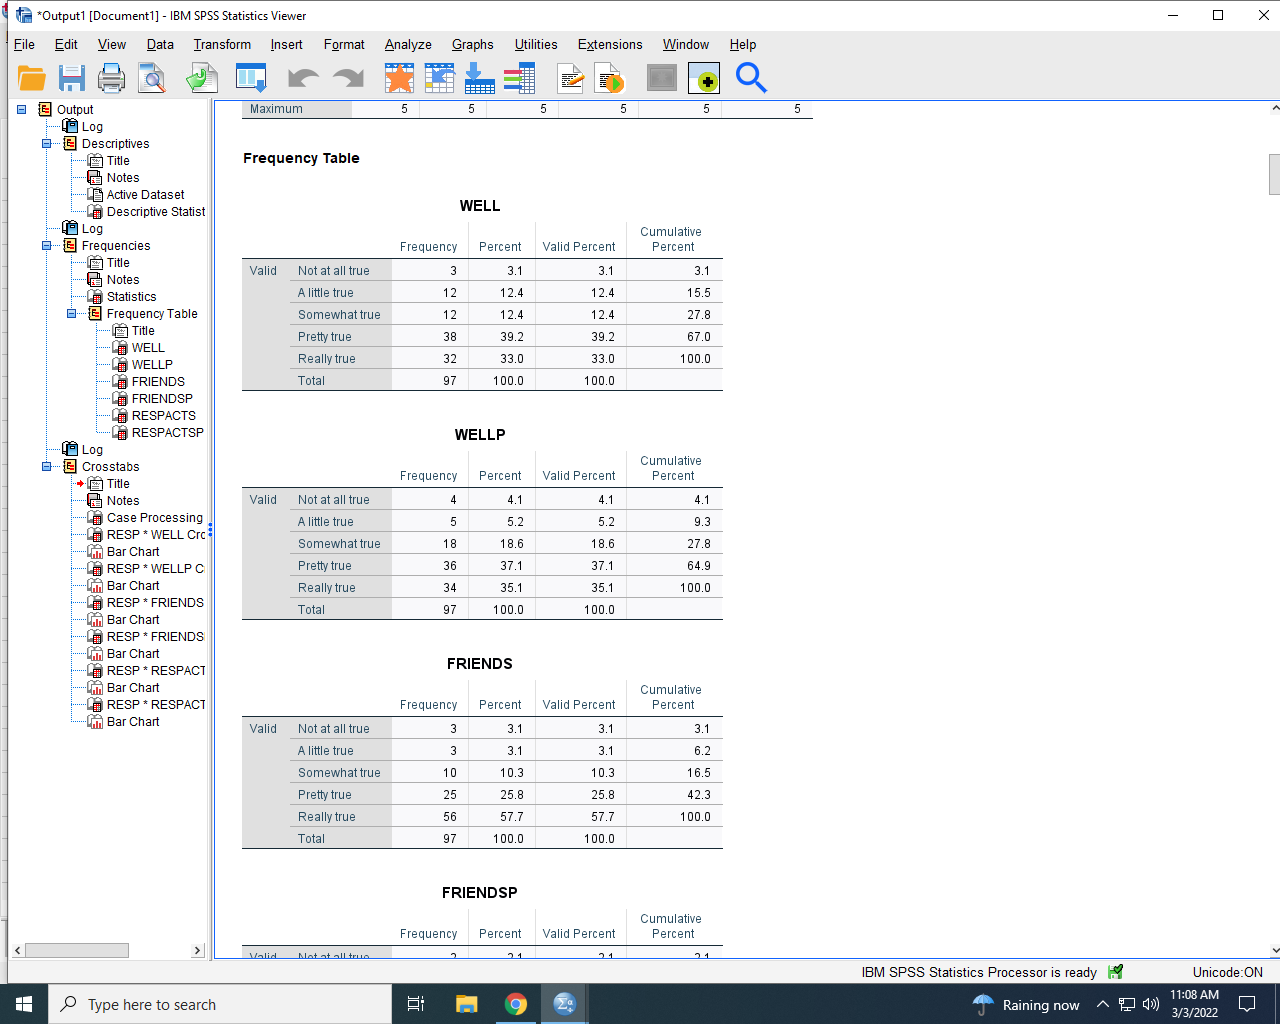 *Output1 [Document1] - IBM SPSS Statistics Viewer
File Edit View Data Transform Insert Format Analyze Graphs Utilities Extensions Window Help
Output
Log
Descriptives
Title
Notes
Active Dataset
Descriptive Statist
Log
Frequencies
Title
Notes
Statistics
Frequency Table
Title
WELL
WELLP
FRIENDS
FRIENDSP
RESPACTS
RESPACTSP
Log
Crosstabs
Title
Notes
Case Processing
RESP * WELL Cro
Bar Chart
RESP * WELLP C
Bar Chart
RESP * FRIENDS
Bar Chart
RESP * FRIENDS
Bar Chart
RESP * RESPACT
Bar Chart
RESP * RESPACT
Bar Chart
Maximum 5 5 5 5 5 5
Frequency Table
WELL
Frequency Percent Valid Percent Cumulative Percent
Valid Not at all true 3 3.1 3.1 3.1
A little true 12 12.4 12.4 15.5
Somewhat true 12 12.4 12.4 27.8
Pretty true 38 39.2 39.2 67.0
Really true 32 33.0 33.0 100.0
Total 97 100.0 100.0
WELLP
Frequency Percent Valid Percent Cumulative Percent
Valid Not at all true 4 4.1 4.1 4.1
A little true 5 5.2 5.2 9.3
Somewhat true 18 18.6 18.6 27.8
Pretty true 36 37.1 37.1 64.9
Really true 34 35.1 35.1 100.0
Total 97 100.0 100.0
FRIENDS
Frequency Percent Valid Percent Cumulative Percent
Valid Not at all true 3 3.1 3.1 3.1
A little true 3 3.1 3.1 6.2
Somewhat true 10 10.3 10.3 16.5
Pretty true 25 25.8 25.8 42.3
Really true 56 57.7 57.7 100.0
Total 97 100.0 100.0
FRIENDSP
Frequency Percent Valid Percent Cumulative Percent
Valid Not at all true
IBM SPSS Statistics Processor is ready Unicode:ON
Type here to search
Raining now
11:08 AM
3/3/2022